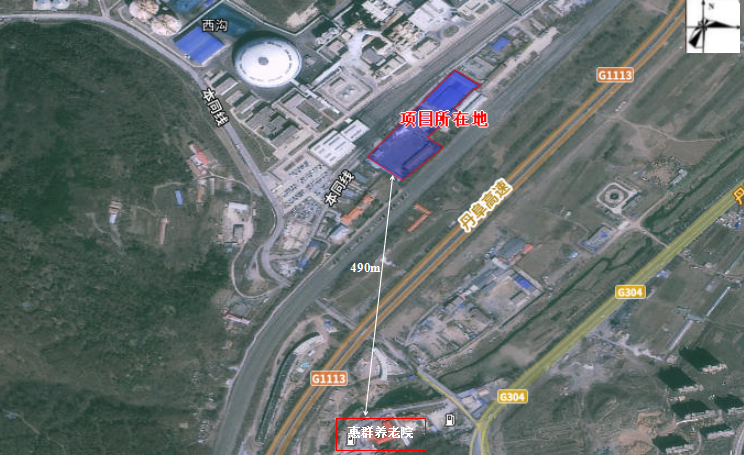 西沟
N
G1113
本同线
项目所在地
本同线
丹阜高速
丹
490m
G304
G1113
G304
惠群养老院